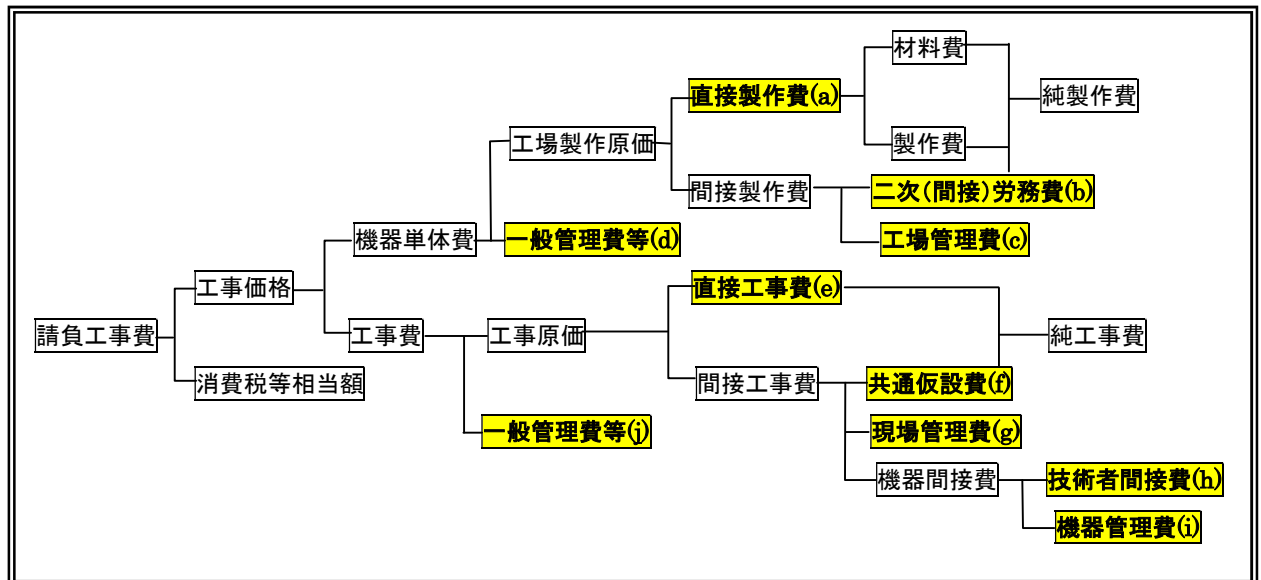 材料費
直接製作費(a)
純製作費
工場製作原価
製作費
間接製作費
二次(間接)労務費(b)
機器単体費
一般管理費等(d)
工場管理費(c)
工事価格
直接工事費(e)
請負工事費
工事費
工事原価
純工事費
消費税等相当額
間接工事費
共通仮設費(f)
一般管理費等(j)
現場管理費(g)
機器間接費
技術者間接費(h)
機器管理費(i)